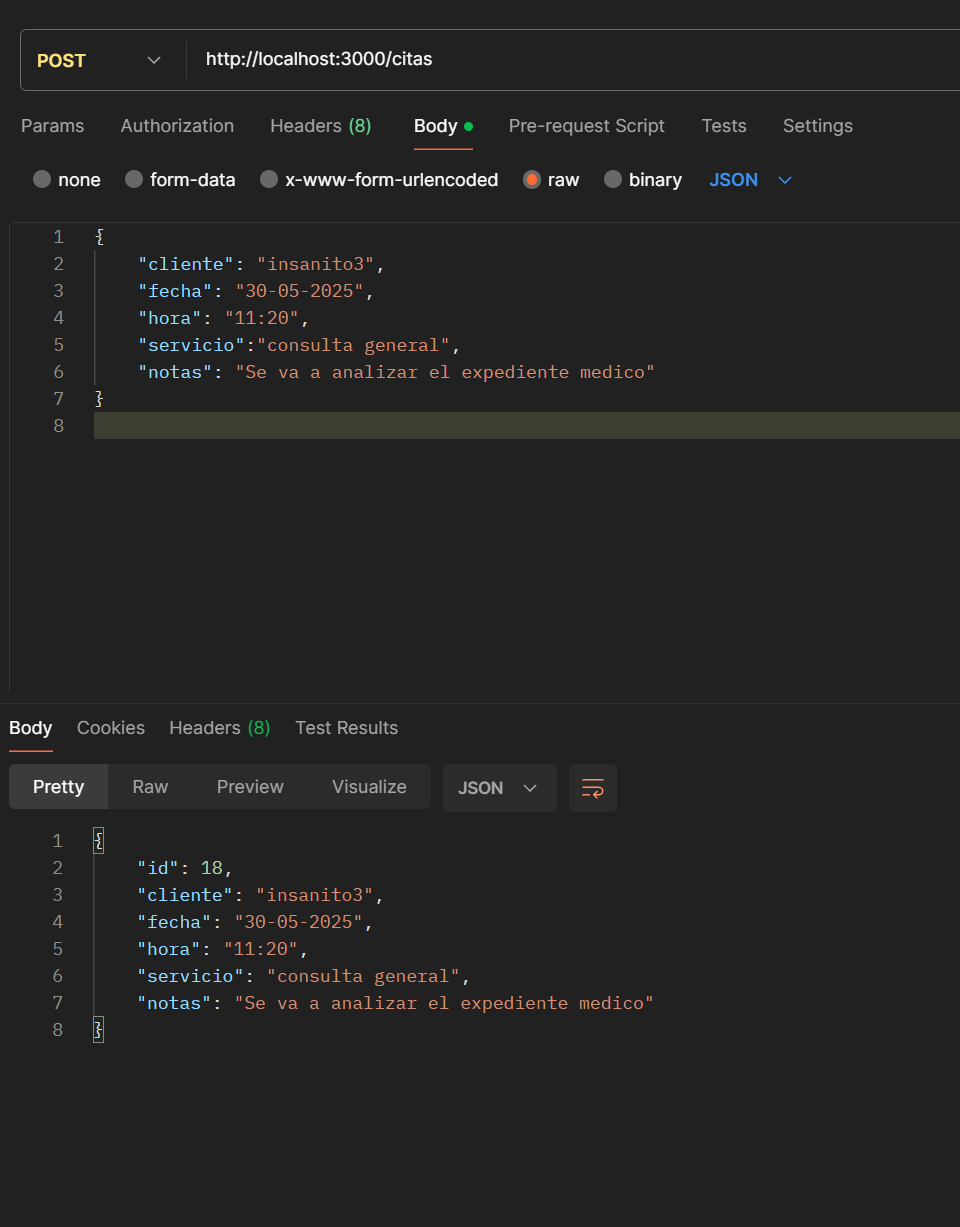 POST http://localhost:3000/citas
Params Authorization Headers (8) Body Pre-request Script Tests Settings
none form-data x-www-form-urlencoded raw binary JSON
1 {
2 "cliente": "insanito3",
3 "fecha": "30-05-2025",
4 "hora": "11:20",
5 "servicio":"consulta general",
6 "notas": "Se va a analizar el expediente medico"
7 }
8
Body Cookies Headers (8) Test Results
Pretty Raw Preview Visualize JSON
1 {
2 "id": 18,
3 "cliente": "insanito3",
4 "fecha": "30-05-2025",
5 "hora": "11:20",
6 "servicio": "consulta general",
7 "notas": "Se va a analizar el expediente medico"
8 }